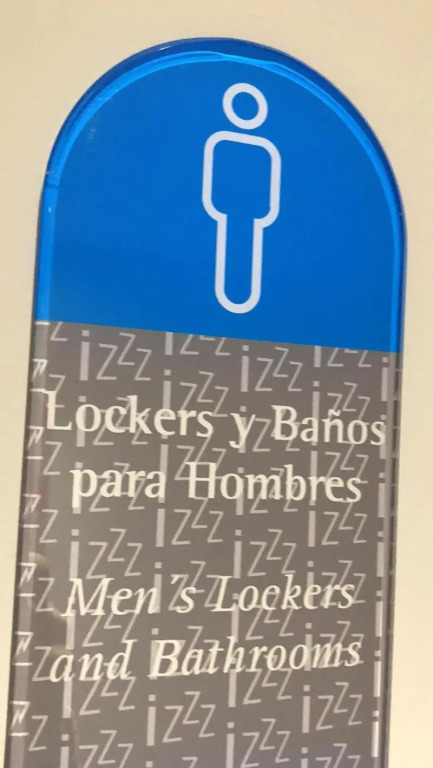 Lockers y Baños
para Hombres
Men´s Lockers
and Bathrooms